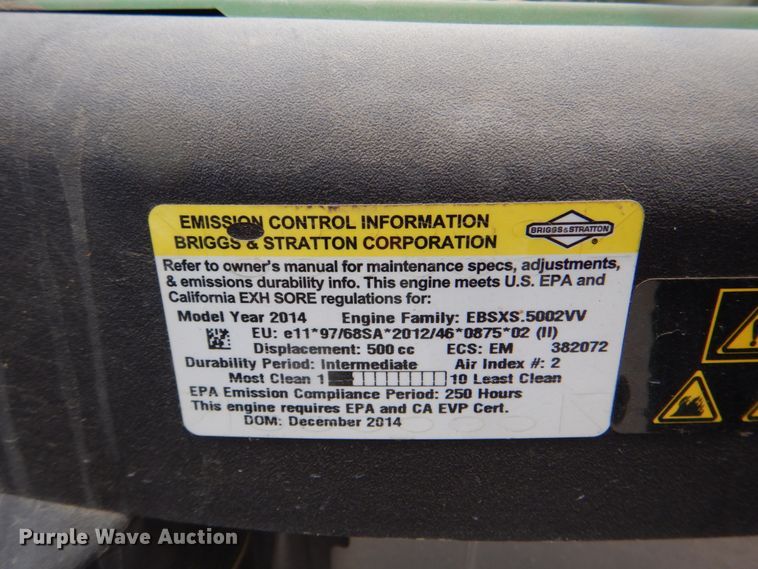 EMISSION CONTROL INFORMATION
BRIGGS & STRATTON CORPORATION
BRIGGS&STRATTON
®
Refer to owner's manual for maintenance specs, adjustments,
& emissions durability info. This engine meets U.S. EPA and
California EXH SORE regulations for:
Model Year 2014 Engine Family: EBSXS.5002VV
EU: e11*97/68SA*2012/46*0875*02 (II)
Displacement: 500 cc ECS: EM 382072
Durability Period: Intermediate Air Index #: 2
Most Clean 1 10 Least Clean
EPA Emission Compliance Period: 250 Hours
This engine requires EPA and CA EVP Cert.
DOM: December 2014
Purple Wave Auction